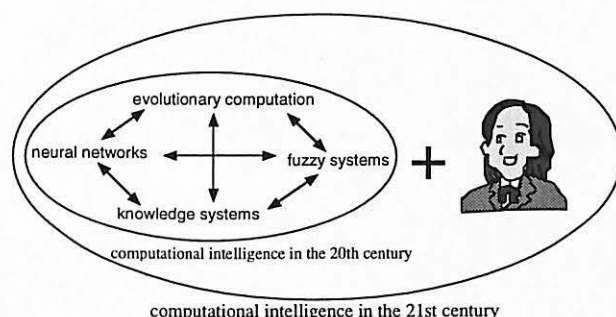 evolutionary computation
neural networks
fuzzy systems
+
knowledge systems
computational intelligence in the 20th century
computational intelligence in the 21st century